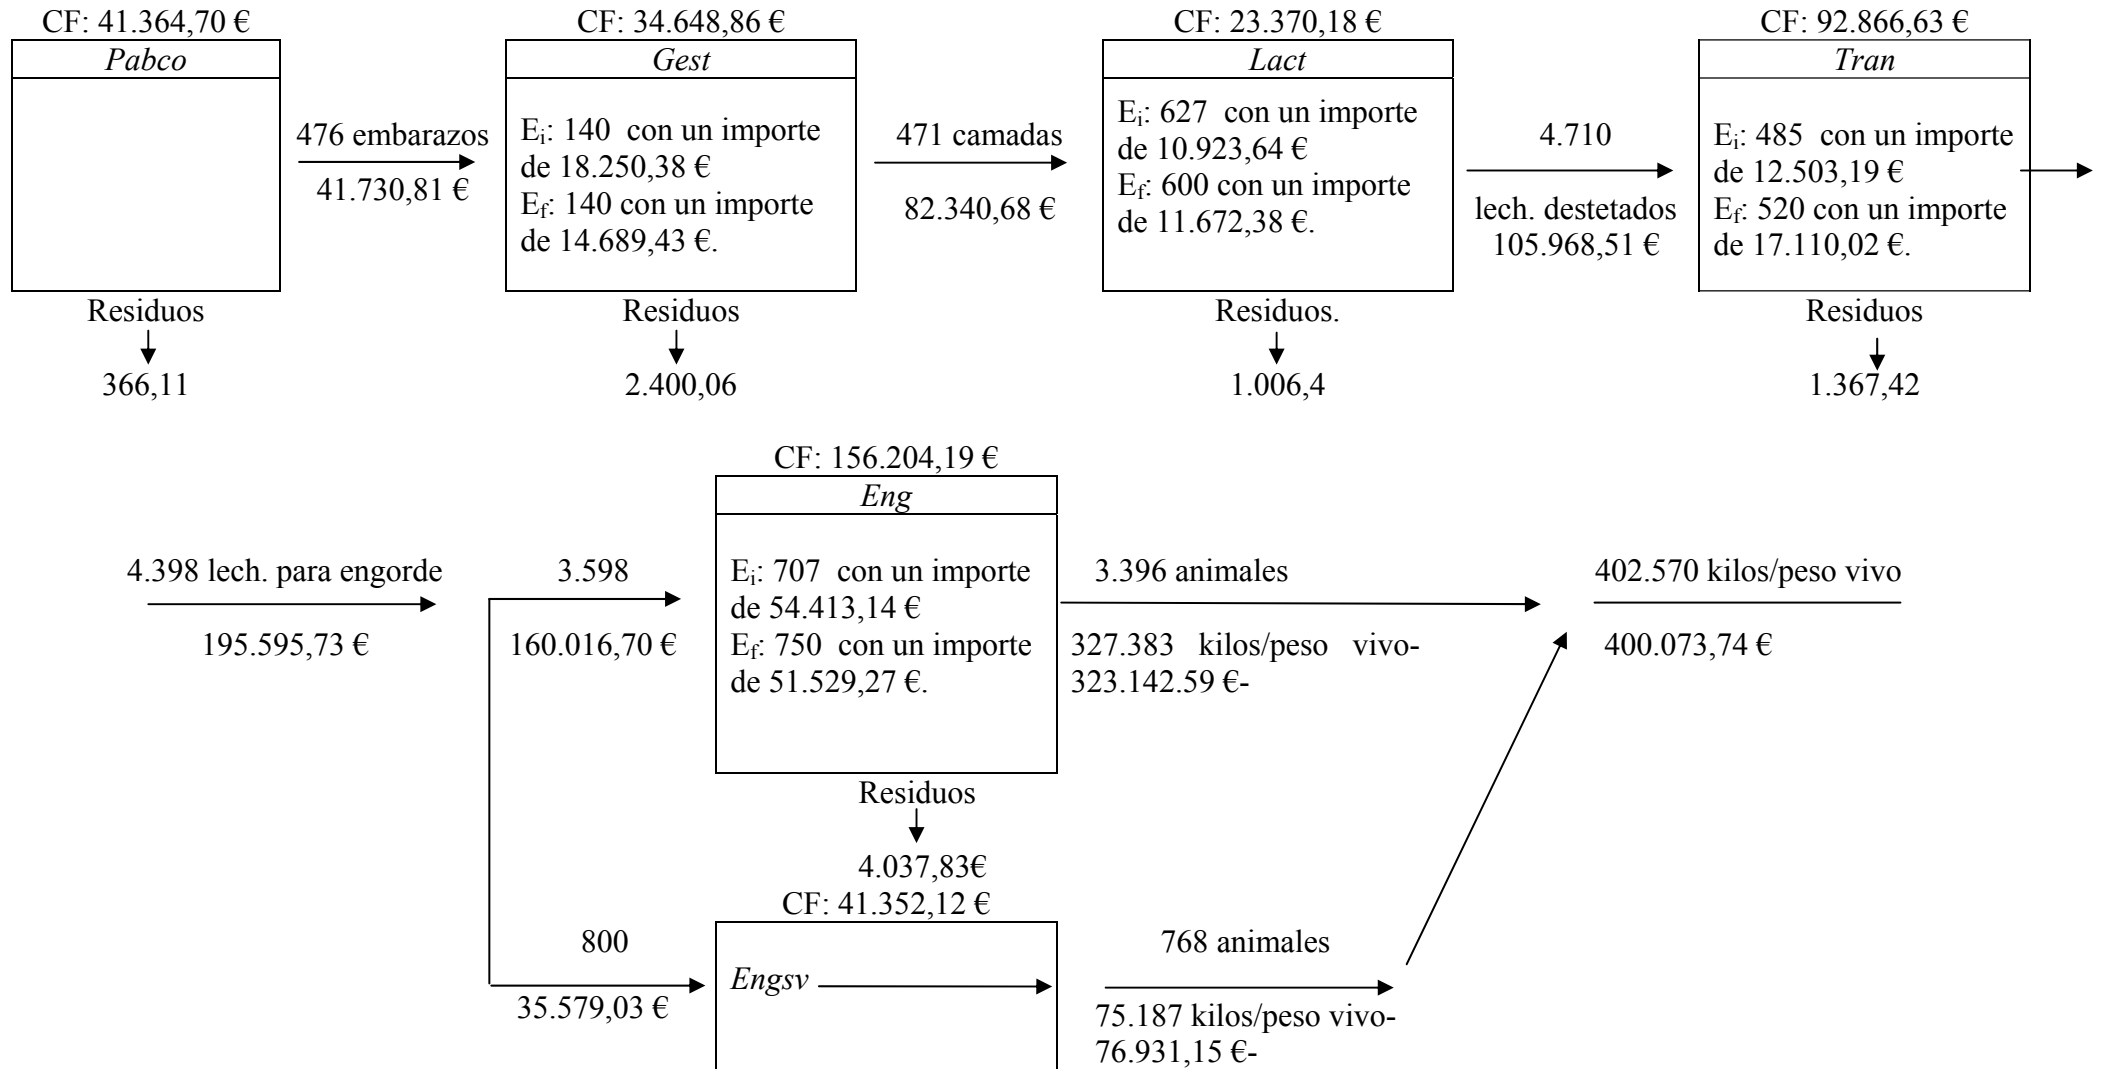 CF: 41.364,70 €
Pabco
Residuos
366,11
476 embarazos
41.730,81 €
CF: 34.648,86 €
Gest
Ei: 140 con un importe
de 18.250,38 €
Ef: 140 con un importe
de 14.689,43 €.
Residuos
2.400,06
471 camadas
82.340,68 €
CF: 23.370,18 €
Lact
Ei: 627 con un importe
de 10.923,64 €
Ef: 600 con un importe
de 11.672,38 €.
Residuos.
1.006,4
4.710
lech. destetados
105.968,51 €
CF: 92.866,63 €
Tran
Ei: 485 con un importe
de 12.503,19 €
Ef: 520 con un importe
de 17.110,02 €.
Residuos
1.367,42
4.398 lech. para engorde
195.595,73 €
3.598
160.016,70 €
CF: 156.204,19 €
Eng
Ei: 707 con un importe
de 54.413,14 €
Ef: 750 con un importe
de 51.529,27 €.
Residuos
4.037,83€
3.396 animales
327.383 kilos/peso vivo-
323.142.59 €-
402.570 kilos/peso vivo
400.073,74 €
800
35.579,03 €
CF: 41.352,12 €
Engsv
768 animales
75.187 kilos/peso vivo-
76.931,15 €-